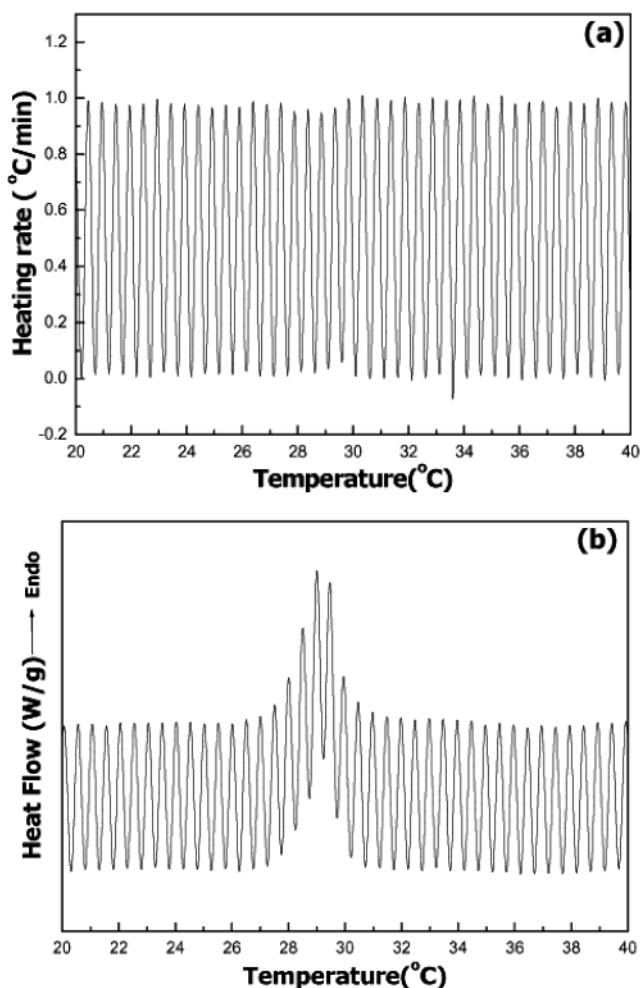 (a)
Heating rate ( °C/min)
1.2
1.0
0.8
0.6
0.4
0.2
0.0
-0.2
20 22 24 26 28 30 32 34 36 38 40
Temperature(°C)
(b)
Heat Flow (W/g) → Endo
20 22 24 26 28 30 32 34 36 38 40
Temperature(°C)